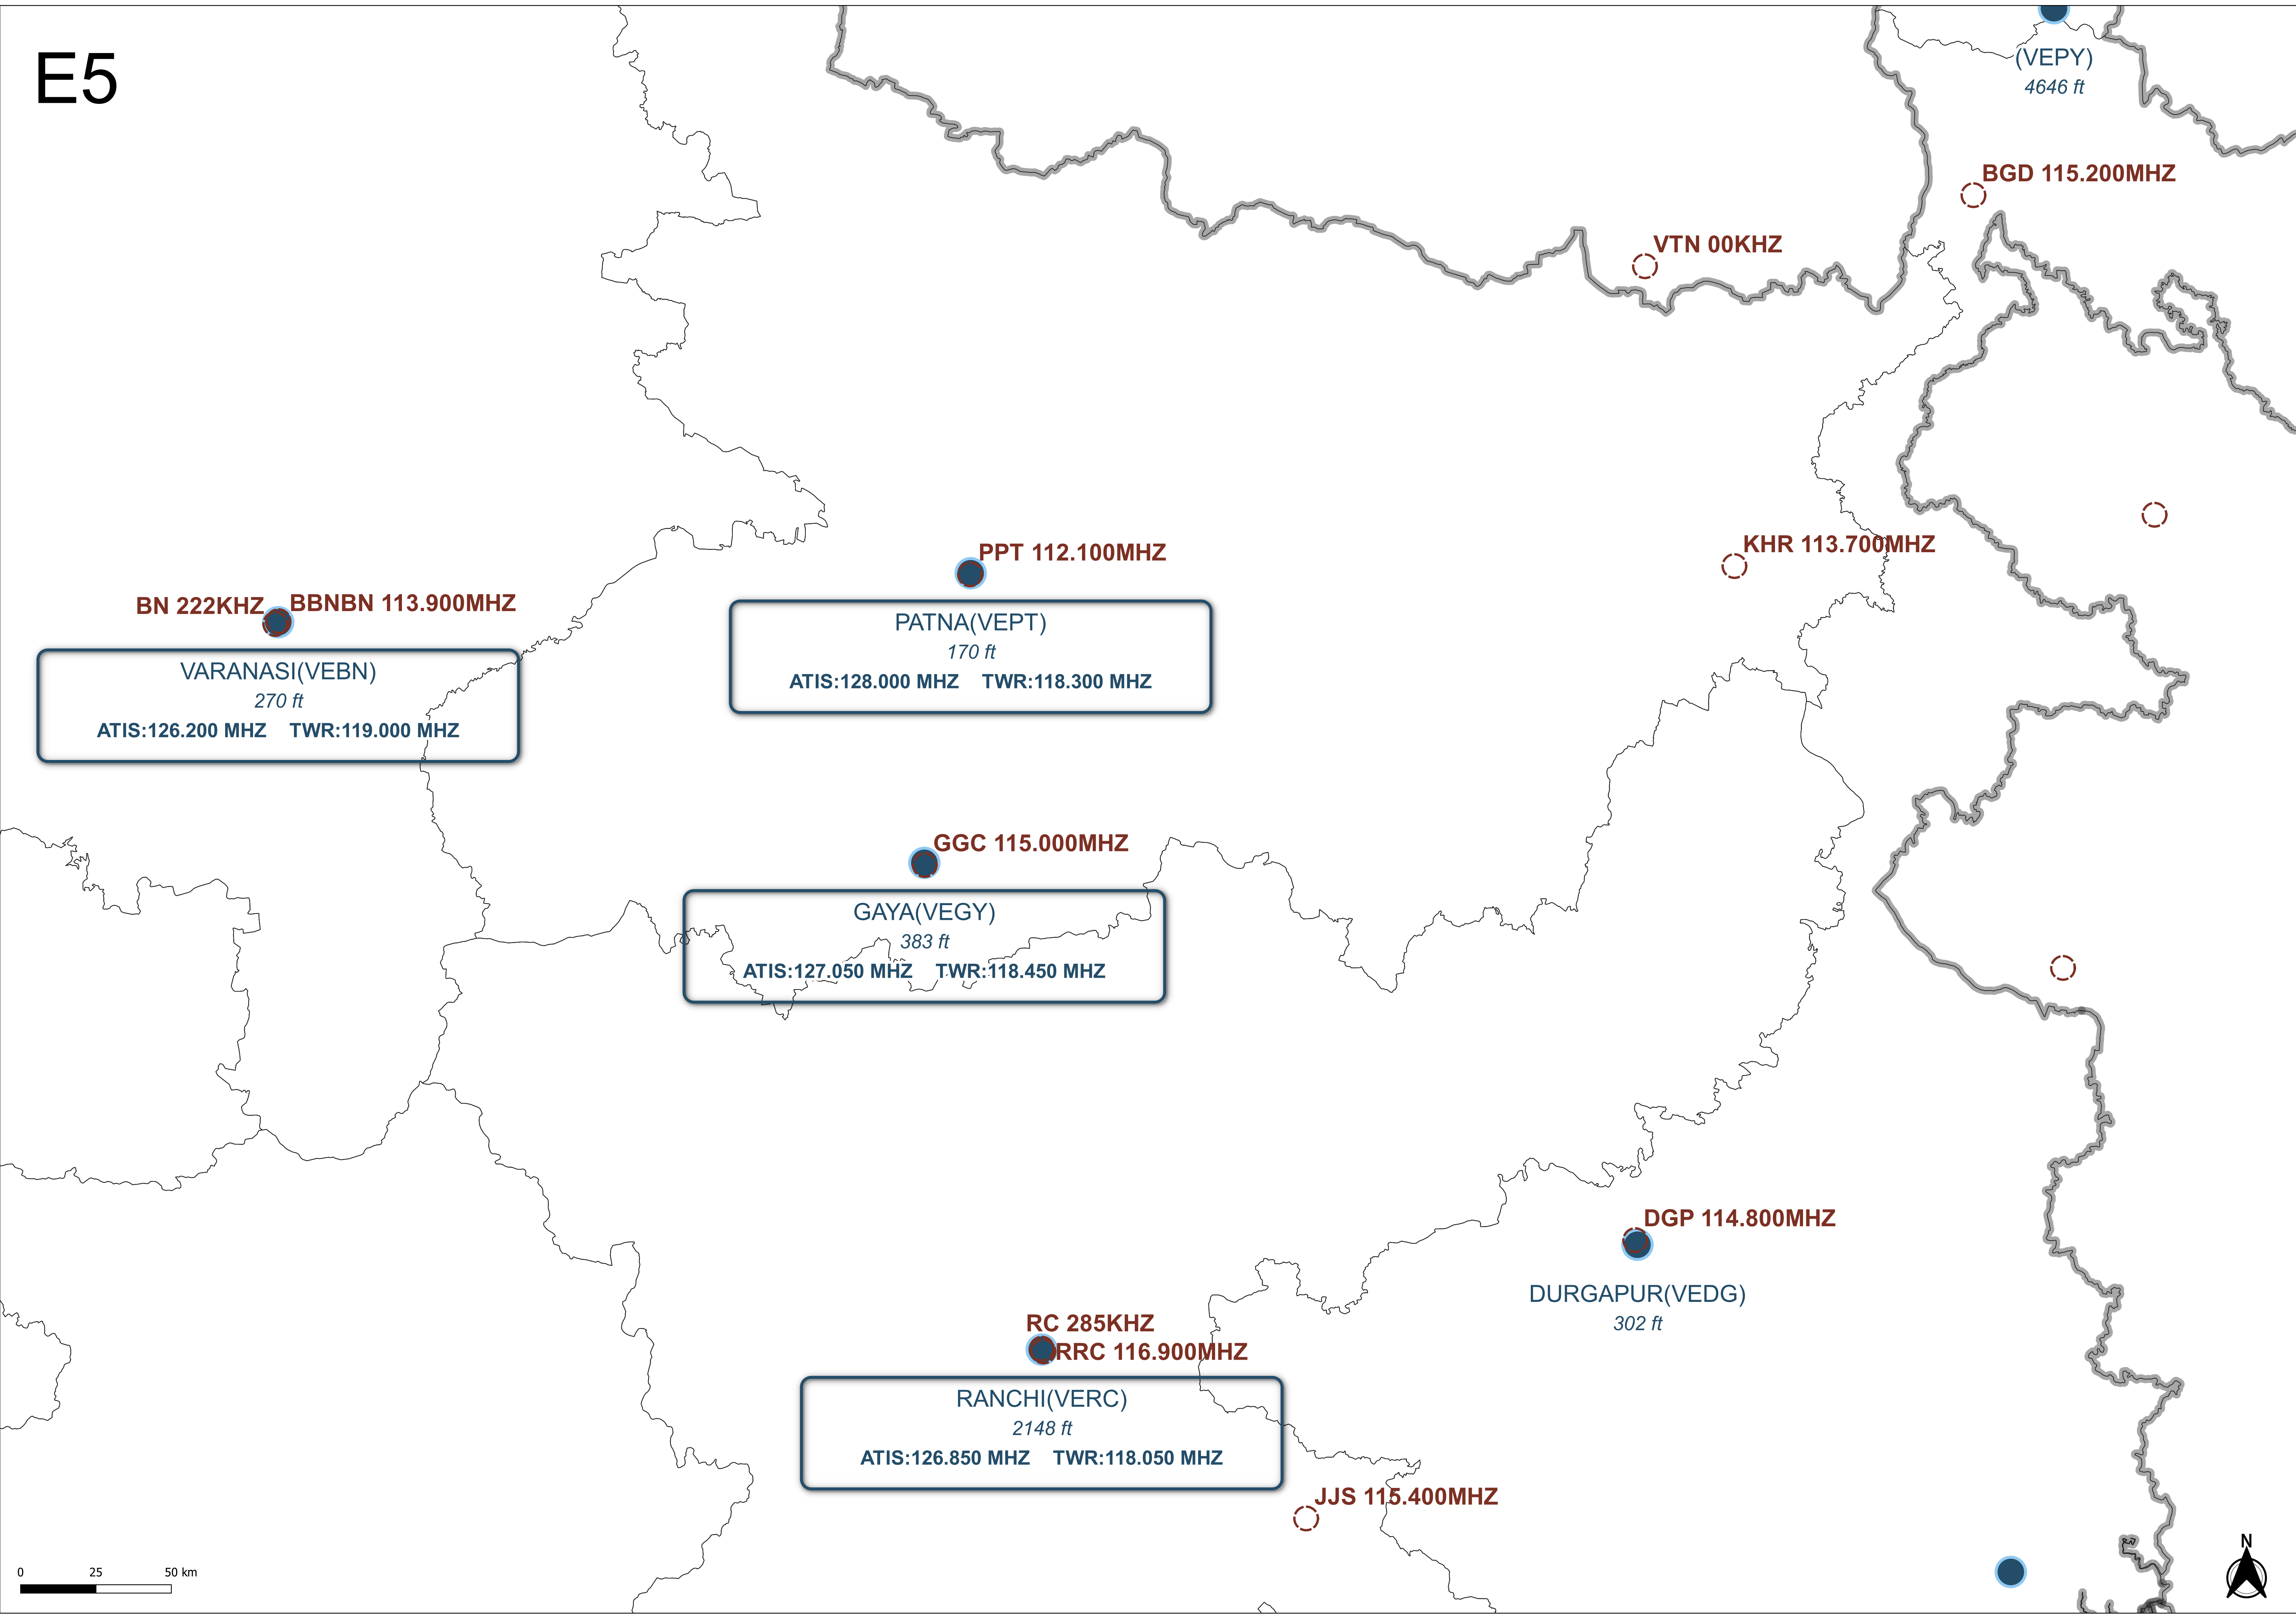 E5
(VEPY)
4646 ft
BGD 115.200MHZ
VTN 00KHZ
KHR 113.700MHZ
PPT 112.100MHZ
PATNA(VEPT)
170 ft
ATIS:128.000 MHZ TWR:118.300 MHZ
BN 222KHZ
BBNBN 113.900MHZ
VARANASI(VEBN)
270 ft
ATIS:126.200 MHZ TWR:119.000 MHZ
GGC 115.000MHZ
GAYA(VEGY)
383 ft
ATIS:127.050 MHZ TWR:118.450 MHZ
DGP 114.800MHZ
DURGAPUR(VEDG)
302 ft
RC 285KHZ
RRC 116.900MHZ
RANCHI(VERC)
2148 ft
ATIS:126.850 MHZ TWR:118.050 MHZ
JJS 115.400MHZ
0 25 50 km
N